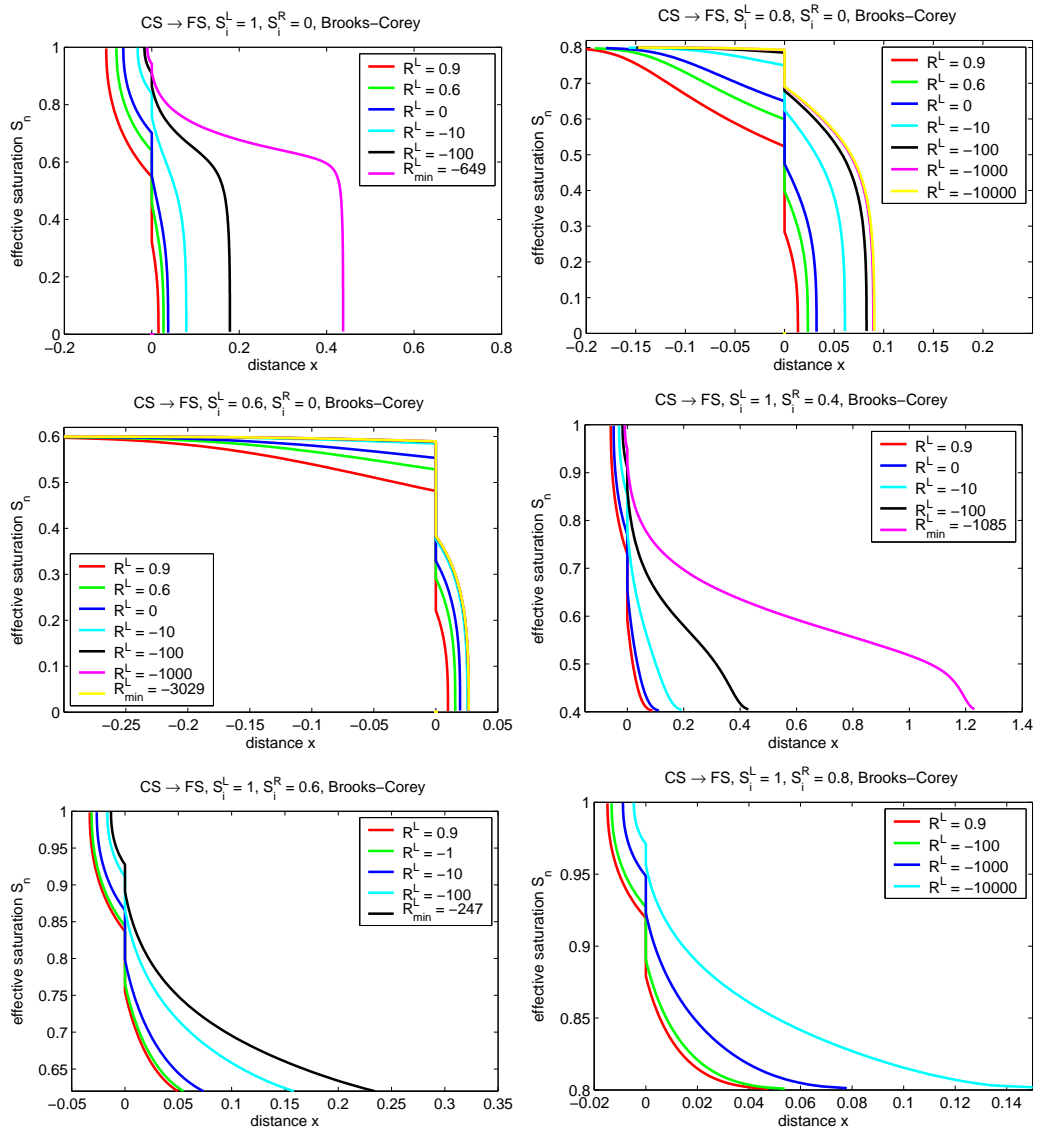 CS → FS, S_i^L = 1, S_i^R = 0, Brooks−Corey
effective saturation S_n
1
0.8
0.6
0.4
0.2
0
−0.2
0
0.2
0.4
0.6
0.8
distance x
R^L = 0.9
R^L = 0.6
R^L = 0
R^L = −10
R^L = −100
R^L_min = −649
CS → FS, S_i^L = 0.8, S_i^R = 0, Brooks−Corey
effective saturation S_n
0.8
0.7
0.6
0.5
0.4
0.3
0.2
0.1
0
−0.2
−0.15
−0.1
−0.05
0
0.05
0.1
0.15
0.2
distance x
R^L = 0.9
R^L = 0.6
R^L = 0
R^L = −10
R^L = −100
R^L = −1000
R^L = −10000
CS → FS, S_i^L = 0.6, S_i^R = 0, Brooks−Corey
effective saturation S_n
0.6
0.5
0.4
0.3
0.2
0.1
0
−0.25
−0.2
−0.15
−0.1
−0.05
0
0.05
distance x
R^L = 0.9
R^L = 0.6
R^L = 0
R^L = −10
R^L = −100
R^L = −1000
R^L_min = −3029
CS → FS, S_i^L = 1, S_i^R = 0.4, Brooks−Corey
effective saturation S_n
1
0.9
0.8
0.7
0.6
0.5
0.4
0
0.2
0.4
0.6
0.8
1
1.2
1.4
distance x
R^L = 0.9
R^L = 0
R^L = −10
R^L = −100
R^L_min = −1085
CS → FS, S_i^L = 1, S_i^R = 0.6, Brooks−Corey
effective saturation S_n
1
0.95
0.9
0.85
0.8
0.75
0.7
0.65
−0.05
0
0.05
0.1
0.15
0.2
0.25
0.3
0.35
distance x
R^L = 0.9
R^L = −1
R^L = −10
R^L = −100
R^L_min = −247
CS → FS, S_i^L = 1, S_i^R = 0.8, Brooks−Corey
effective saturation S_n
1
0.95
0.9
0.85
0.8
−0.02
0
0.02
0.04
0.06
0.08
0.1
0.12
0.14
distance x
R^L = 0.9
R^L = −100
R^L = −1000
R^L = −10000